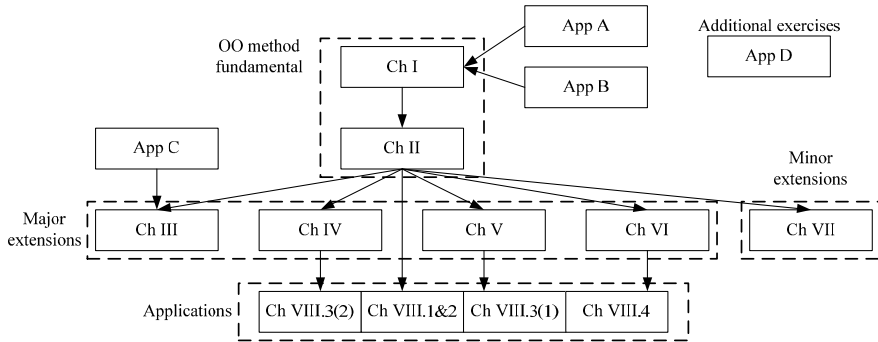 App A
Additional exercises
OO method
fundamental
Ch I
App D
App B
App C
Ch II
Minor
extensions
Major
extensions
Ch III
Ch IV
Ch V
Ch VI
Ch VII
Applications
Ch VIII.3(2)
Ch VIII.1&2
Ch VIII.3(1)
Ch VIII.4